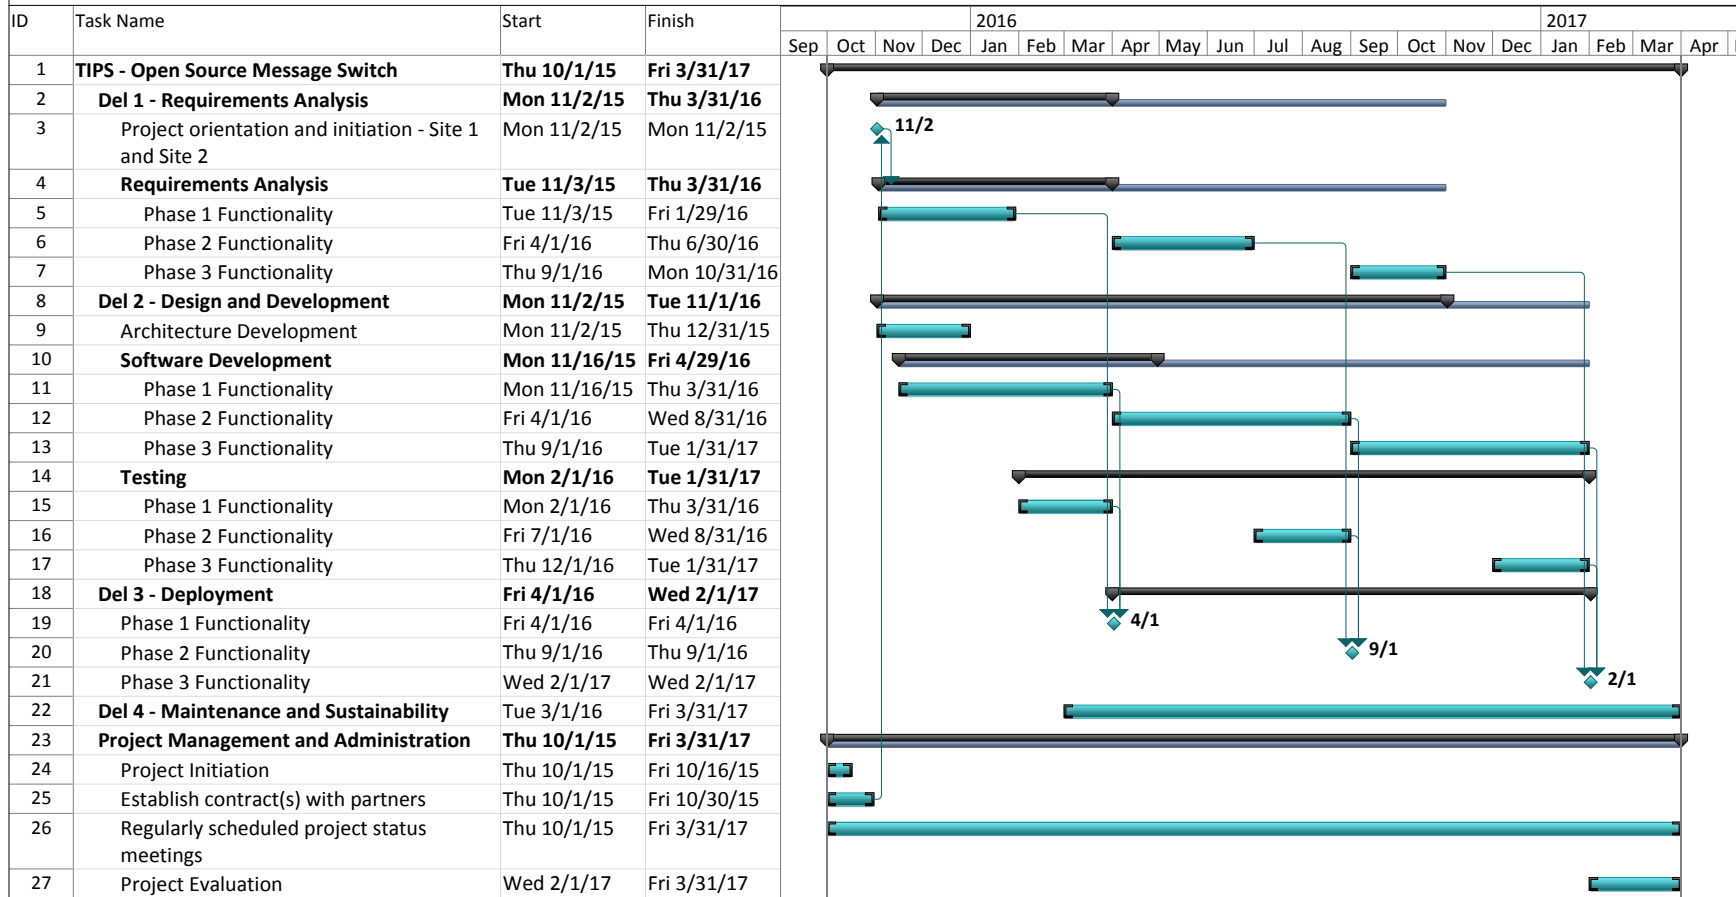 ID Task Name Start Finish 2016 2017
Sep Oct Nov Dec Jan Feb Mar Apr May Jun Jul Aug Sep Oct Nov Dec Jan Feb Mar Apr
1 TIPS - Open Source Message Switch Thu 10/1/15 Fri 3/31/17
2 Del 1 - Requirements Analysis Mon 11/2/15 Thu 3/31/16
3 Project orientation and initiation - Site 1 Mon 11/2/15 Mon 11/2/15 11/2
and Site 2
4 Requirements Analysis Tue 11/3/15 Thu 3/31/16
5 Phase 1 Functionality Tue 11/3/15 Fri 1/29/16
6 Phase 2 Functionality Fri 4/1/16 Thu 6/30/16
7 Phase 3 Functionality Thu 9/1/16 Mon 10/31/16
8 Del 2 - Design and Development Mon 11/2/15 Tue 11/1/16
9 Architecture Development Mon 11/2/15 Thu 12/31/15
10 Software Development Mon 11/16/15 Fri 4/29/16
11 Phase 1 Functionality Mon 11/16/15 Thu 3/31/16
12 Phase 2 Functionality Fri 4/1/16 Wed 8/31/16
13 Phase 3 Functionality Thu 9/1/16 Tue 1/31/17
14 Testing Mon 2/1/16 Tue 1/31/17
15 Phase 1 Functionality Mon 2/1/16 Thu 3/31/16
16 Phase 2 Functionality Fri 7/1/16 Wed 8/31/16
17 Phase 3 Functionality Thu 12/1/16 Tue 1/31/17
18 Del 3 - Deployment Fri 4/1/16 Wed 2/1/17
19 Phase 1 Functionality Fri 4/1/16 Fri 4/1/16 4/1
20 Phase 2 Functionality Thu 9/1/16 Thu 9/1/16 9/1
21 Phase 3 Functionality Wed 2/1/17 Wed 2/1/17 2/1
22 Del 4 - Maintenance and Sustainability Tue 3/1/16 Fri 3/31/17
23 Project Management and Administration Thu 10/1/15 Fri 3/31/17
24 Project Initiation Thu 10/1/15 Fri 10/16/15
25 Establish contract(s) with partners Thu 10/1/15 Fri 10/30/15
26 Regularly scheduled project status Thu 10/1/15 Fri 3/31/17
meetings
27 Project Evaluation Wed 2/1/17 Fri 3/31/17